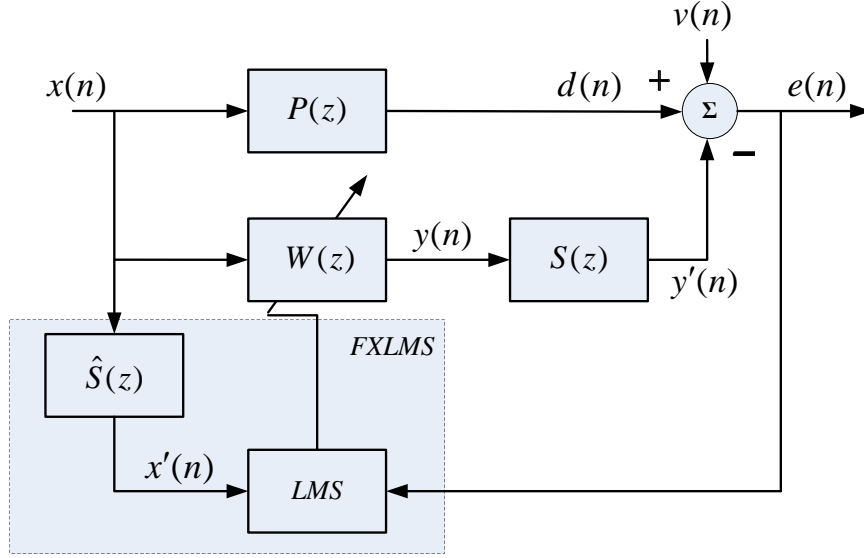 v(n)
x(n)
P(z)
d(n)
+
Σ
e(n)
−
W(z)
y(n)
S(z)
y'(n)
FXLMS
Ŝ(z)
x'(n)
LMS